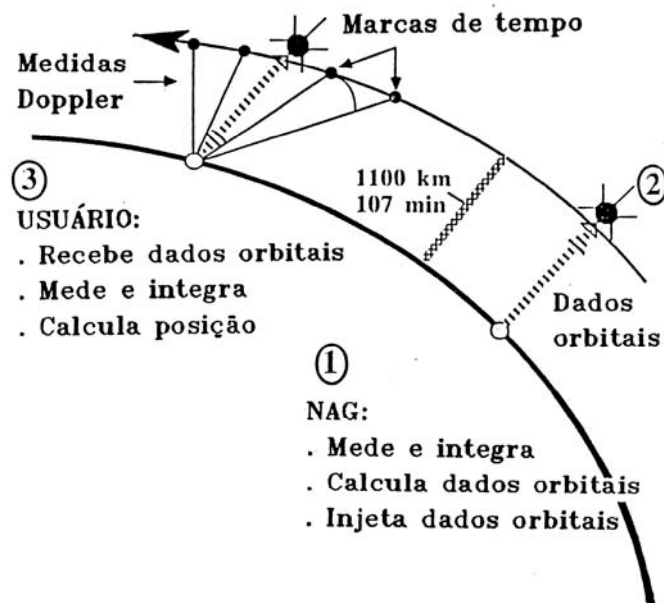 Marcas de tempo
Medidas
Doppler
3
USUÁRIO:
. Recebe dados orbitais
. Mede e integra
. Calcula posição
1100 km
107 min
2
Dados
orbitais
1
NAG:
. Mede e integra
. Calcula dados orbitais
. Injeta dados orbitais